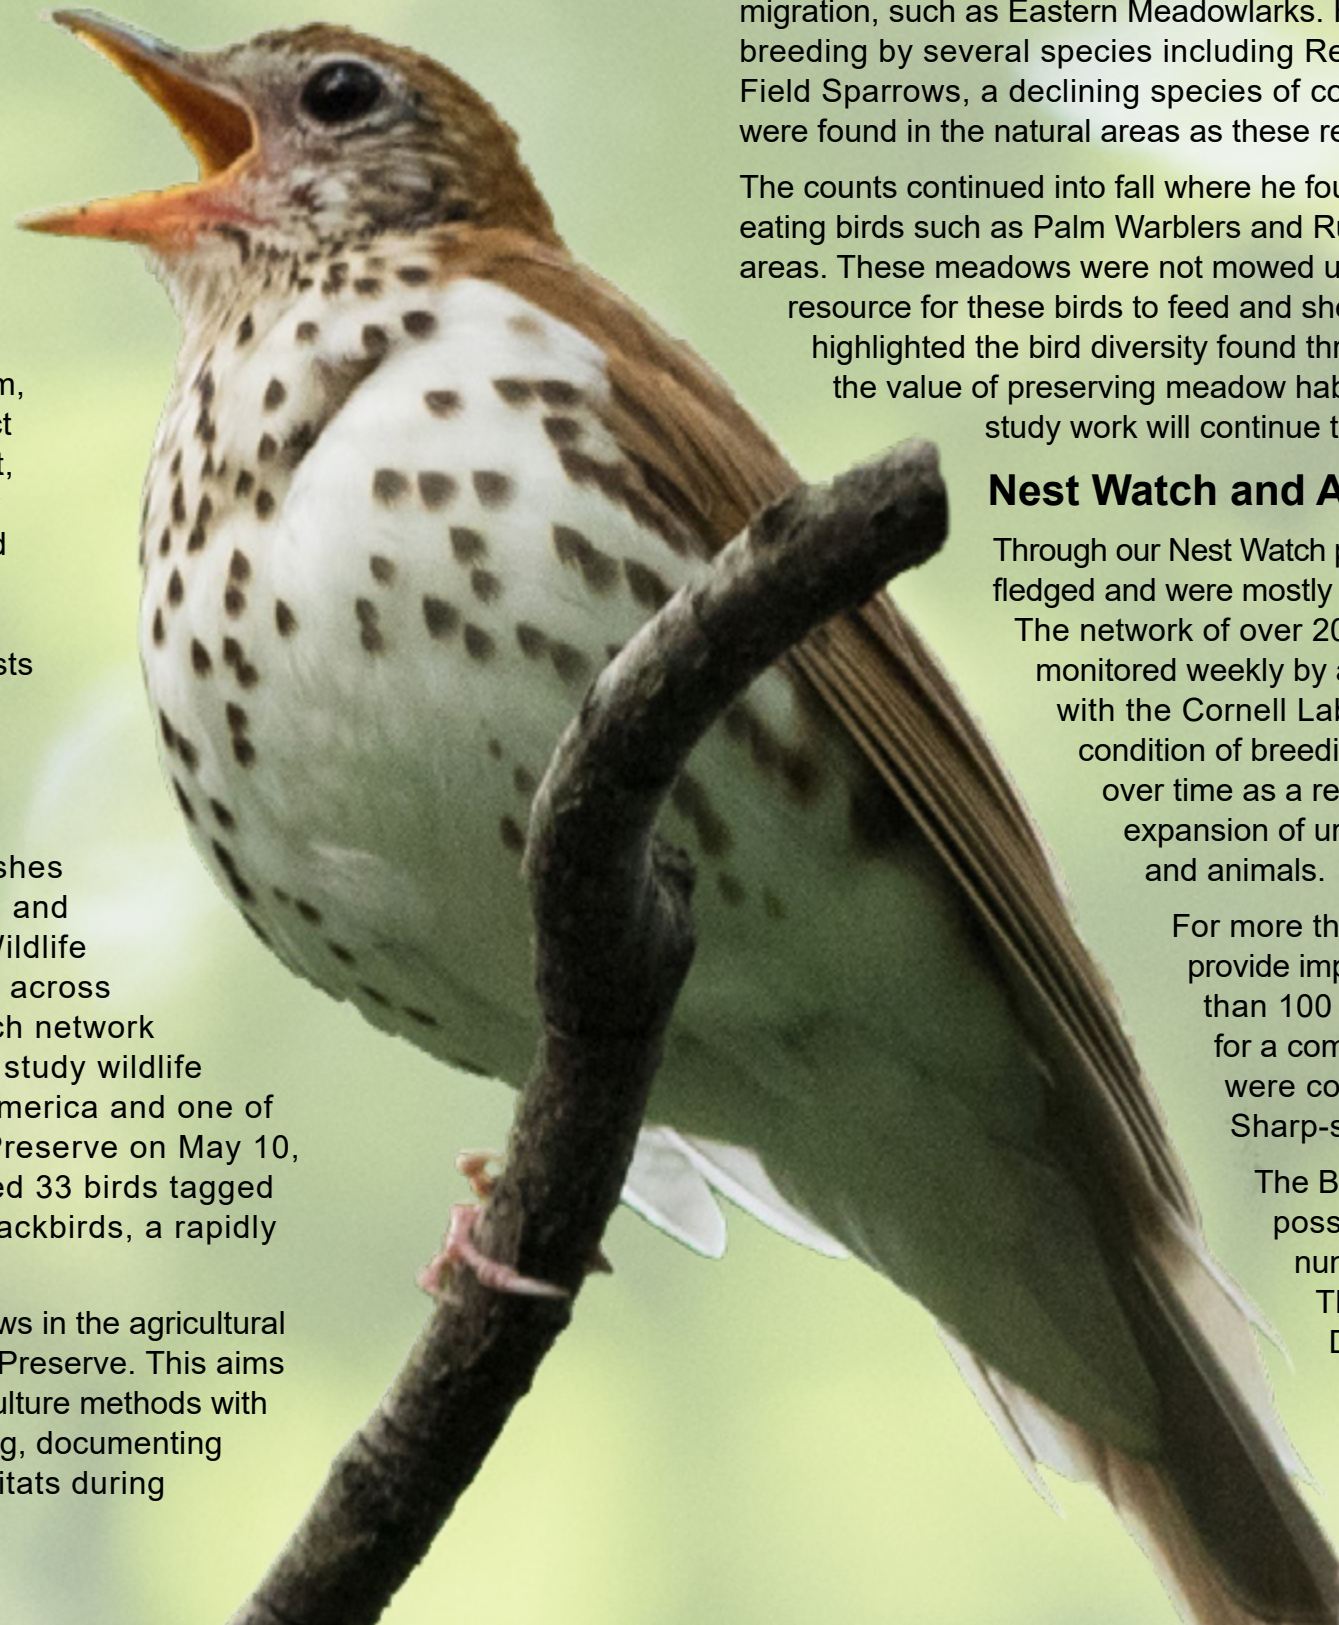 m,
ct
t,
d
sts
shes
and
Wildlife
across
ch network
study wildlife
merica and one of
Preserve on May 10,
ed 33 birds tagged
ackbirds, a rapidly
ws in the agricultural
Preserve. This aims
ulture methods with
g, documenting
itats during
migration, such as Eastern Meadowlarks.
breeding by several species including Re
Field Sparrows, a declining species of co
were found in the natural areas as these re
The counts continued into fall where he fou
eating birds such as Palm Warblers and Ru
areas. These meadows were not mowed u
resource for these birds to feed and she
highlighted the bird diversity found thr
the value of preserving meadow hab
study work will continue t
Nest Watch and A
Through our Nest Watch p
fledged and were mostly
The network of over 20
monitored weekly by a
with the Cornell Lab
condition of breedi
over time as a re
expansion of ur
and animals.
For more th
provide imp
than 100
for a com
were co
Sharp-s
The B
poss
num
Th
D